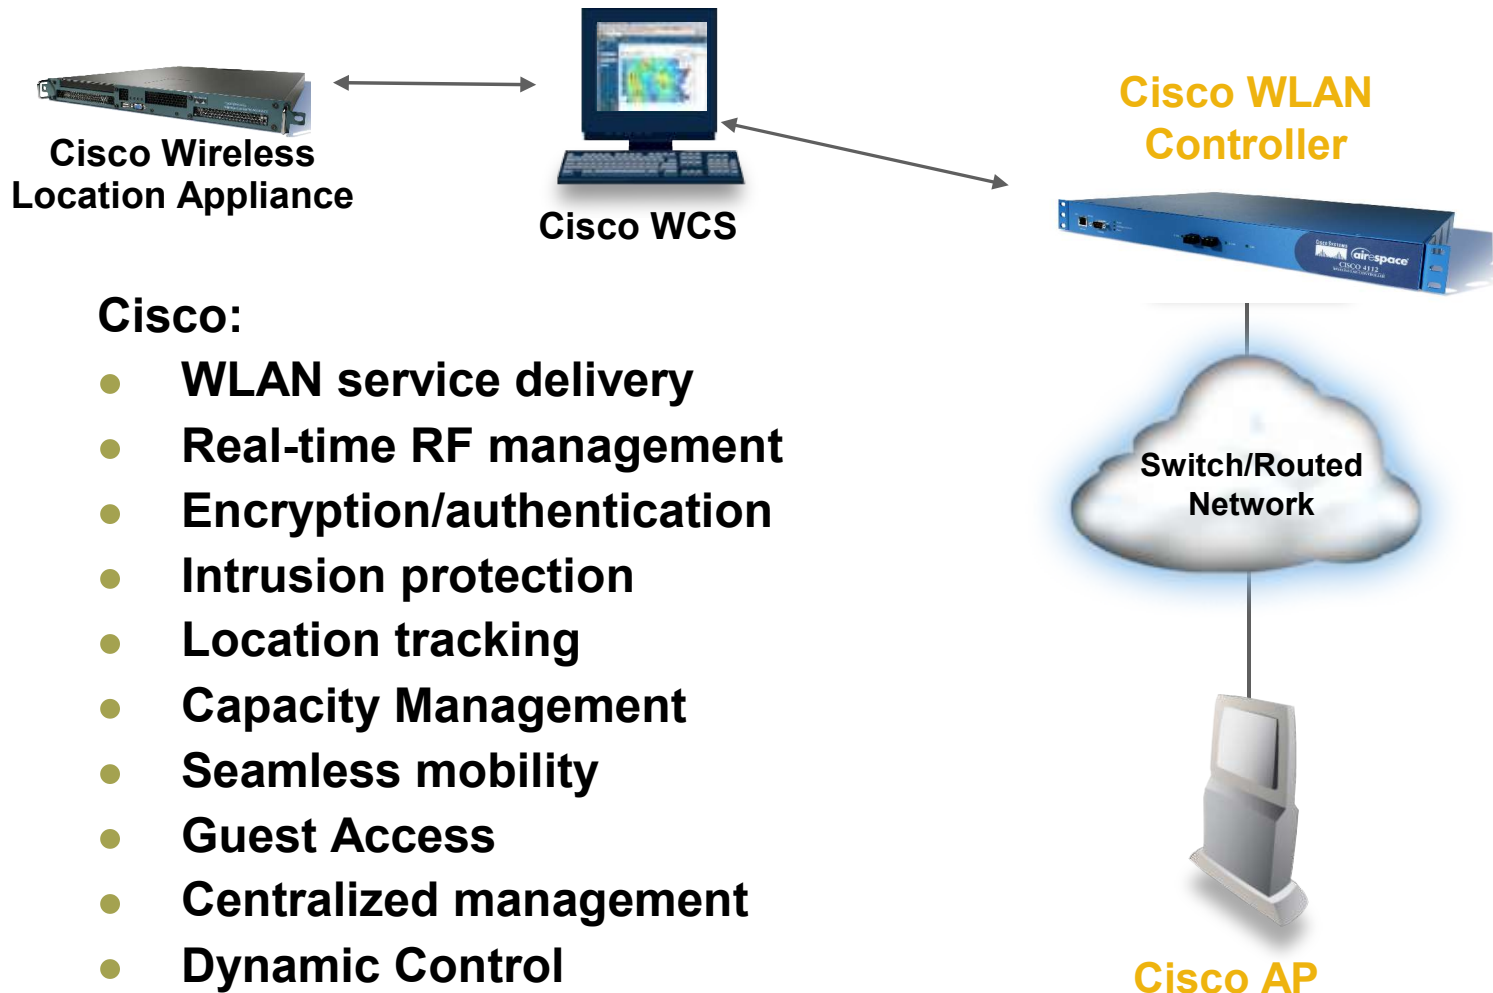 Cisco Wireless
Location Appliance
Cisco WCS
Cisco WLAN
Controller
airespace
CISCO 4112
Switch/Routed
Network
Cisco AP
Cisco:
WLAN service delivery
Real-time RF management
Encryption/authentication
Intrusion protection
Location tracking
Capacity Management
Seamless mobility
Guest Access
Centralized management
Dynamic Control